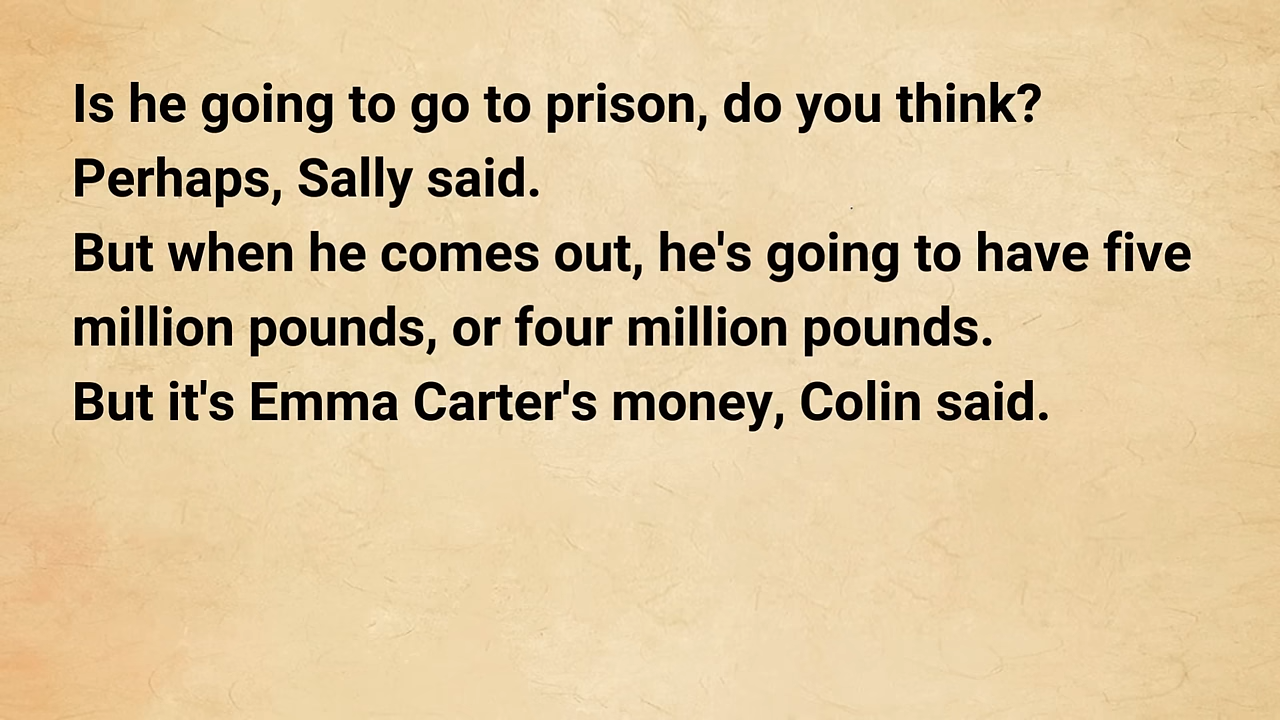 Is he going to go to prison, do you think?
Perhaps, Sally said.
But when he comes out, he's going to have five
million pounds, or four million pounds.
But it's Emma Carter's money, Colin said.